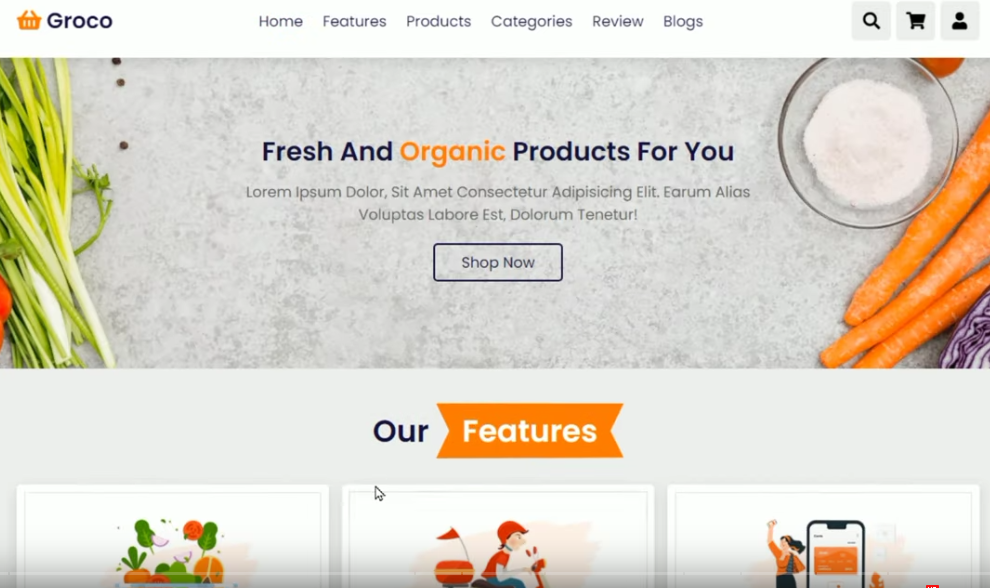 Groco
Home Features Products Categories Review Blogs
Fresh And Organic Products For You
Lorem Ipsum Dolor, Sit Amet Consectetur Adipisicing Elit. Earum Alias
Voluptas Labore Est, Dolorum Tenetur!
Shop Now
Our Features